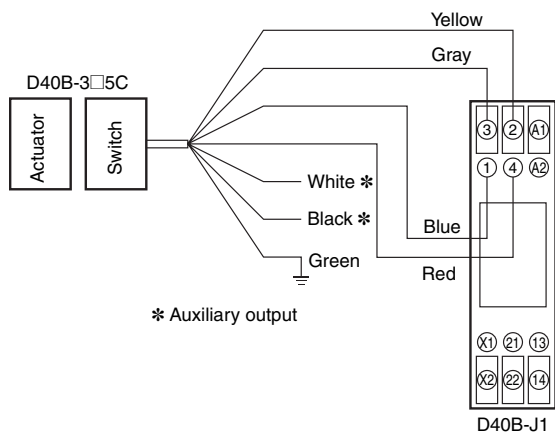 Yellow
Gray
D40B-3□5C
Actuator
Switch
3 2 A1
1 4 A2
White ✻
Black ✻
Blue
Green
Red
✻ Auxiliary output
X1 21 13
X2 22 14
D40B-J1